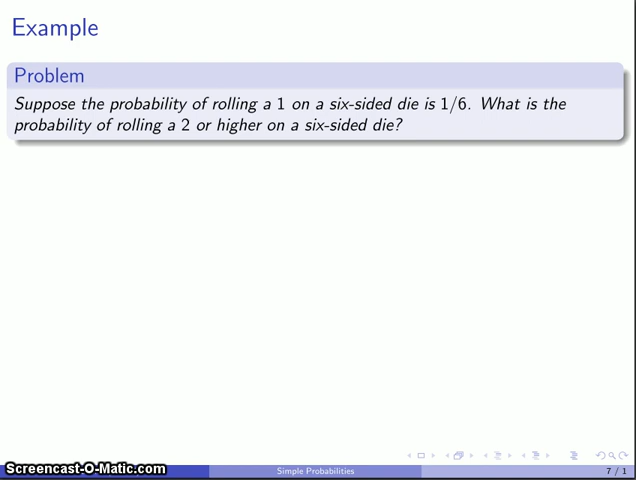 Example
Problem
Suppose the probability of rolling a 1 on a six-sided die is 1/6. What is the
probability of rolling a 2 or higher on a six-sided die?
Screencast-O-Matic.com
Simple Probabilities
7 / 1